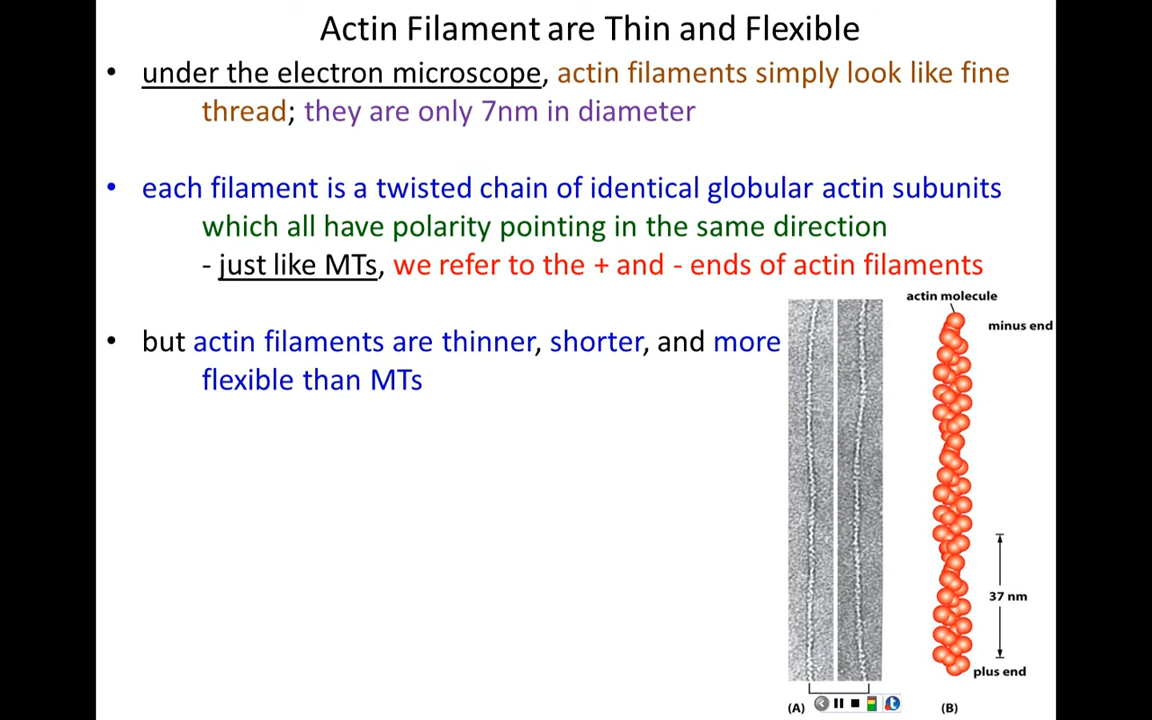 Actin Filament are Thin and Flexible
• under the electron microscope, actin filaments simply look like fine
thread; they are only 7nm in diameter
• each filament is a twisted chain of identical globular actin subunits
which all have polarity pointing in the same direction
- just like MTs, we refer to the + and - ends of actin filaments
• but actin filaments are thinner, shorter, and more
flexible than MTs
actin molecule
minus end
37 nm
plus end
(A)
(B)